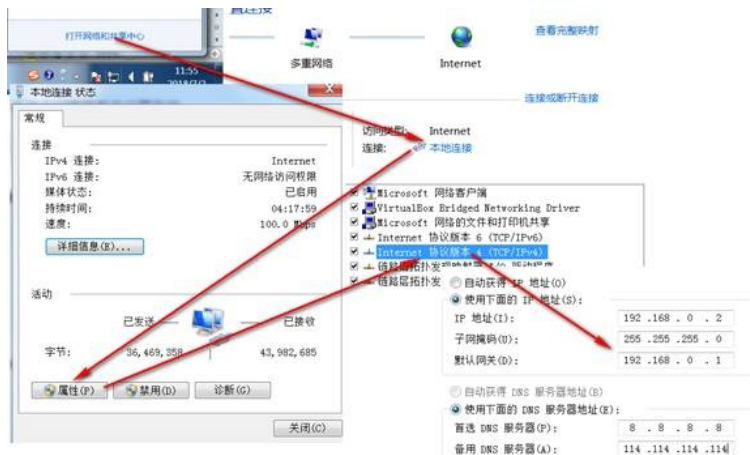 打开网络和共享中心
11:55
本地连接 状态
常规
连接
IPv4 连接: Internet
IPv6 连接: 无网络访问权限
媒体状态: 已启用
持续时间: 04:17:59
速度: 100.0 Mbps
详细信息(E)...
活动
已发送 — 已接收
字节: 36,469,358 43,982,685
属性(P) 禁用(D) 诊断(G)
关闭(C)
查看完整映射
多重网络 Internet
连接或断开连接
访问类型: Internet
连接: 本地连接
Microsoft 网络客户端
VirtualBox Bridged Networking Driver
Microsoft 网络的文件和打印机共享
Internet 协议版本 6 (TCP/IPv6)
Internet 协议版本 4 (TCP/IPv4)
链路层拓扑发
自动获得 IP 地址(O)
使用下面的 IP 地址(S):
IP 地址(I): 192 .168 . 0 . 2
子网掩码(U): 255 .255 .255 . 0
默认网关(D): 192 .168 . 0 . 1
自动获得 DNS 服务器地址(B)
使用下面的 DNS 服务器地址(E):
首选 DNS 服务器(P): 8 . 8 . 8 . 8
备用 DNS 服务器(A): 114 .114 .114 .114